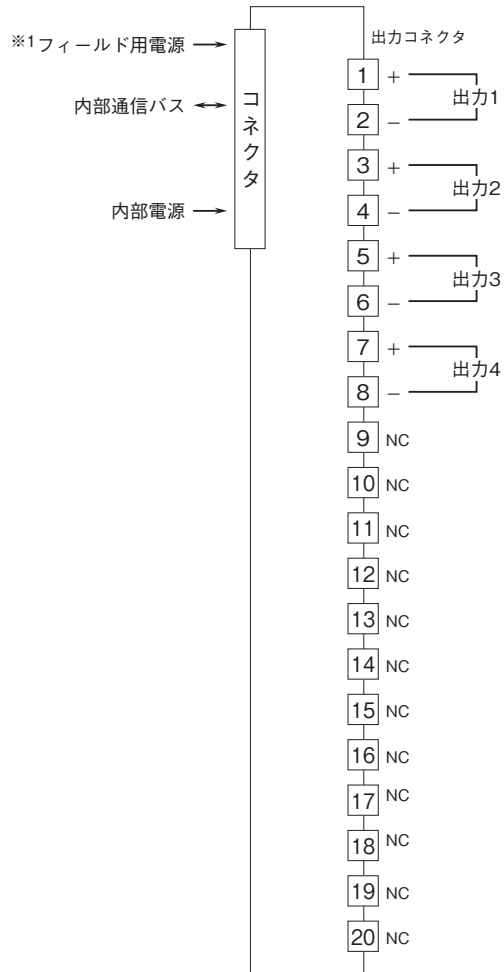 ※1フィールド用電源
内部通信バス
内部電源
コネクタ
出力コネクタ
1 +
出力1
2 −
3 +
出力2
4 −
5 +
出力3
6 −
7 +
出力4
8 −
9 NC
10 NC
11 NC
12 NC
13 NC
14 NC
15 NC
16 NC
17 NC
18 NC
19 NC
20 NC